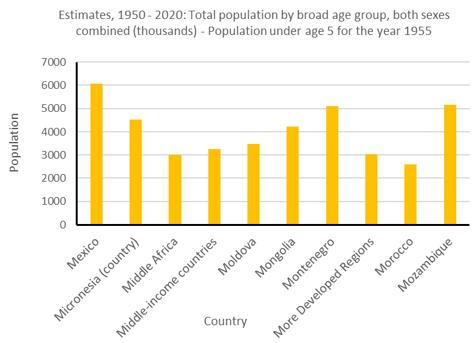 Estimates, 1950 - 2020: Total population by broad age group, both sexes
combined (thousands) - Population under age 5 for the year 1955
Population
7000
6000
5000
4000
3000
2000
1000
0
Mexico
Micronesia (country)
Middle Africa
Middle-income countries
Moldova
Mongolia
Montenegro
More Developed Regions
Morocco
Mozambique
Country